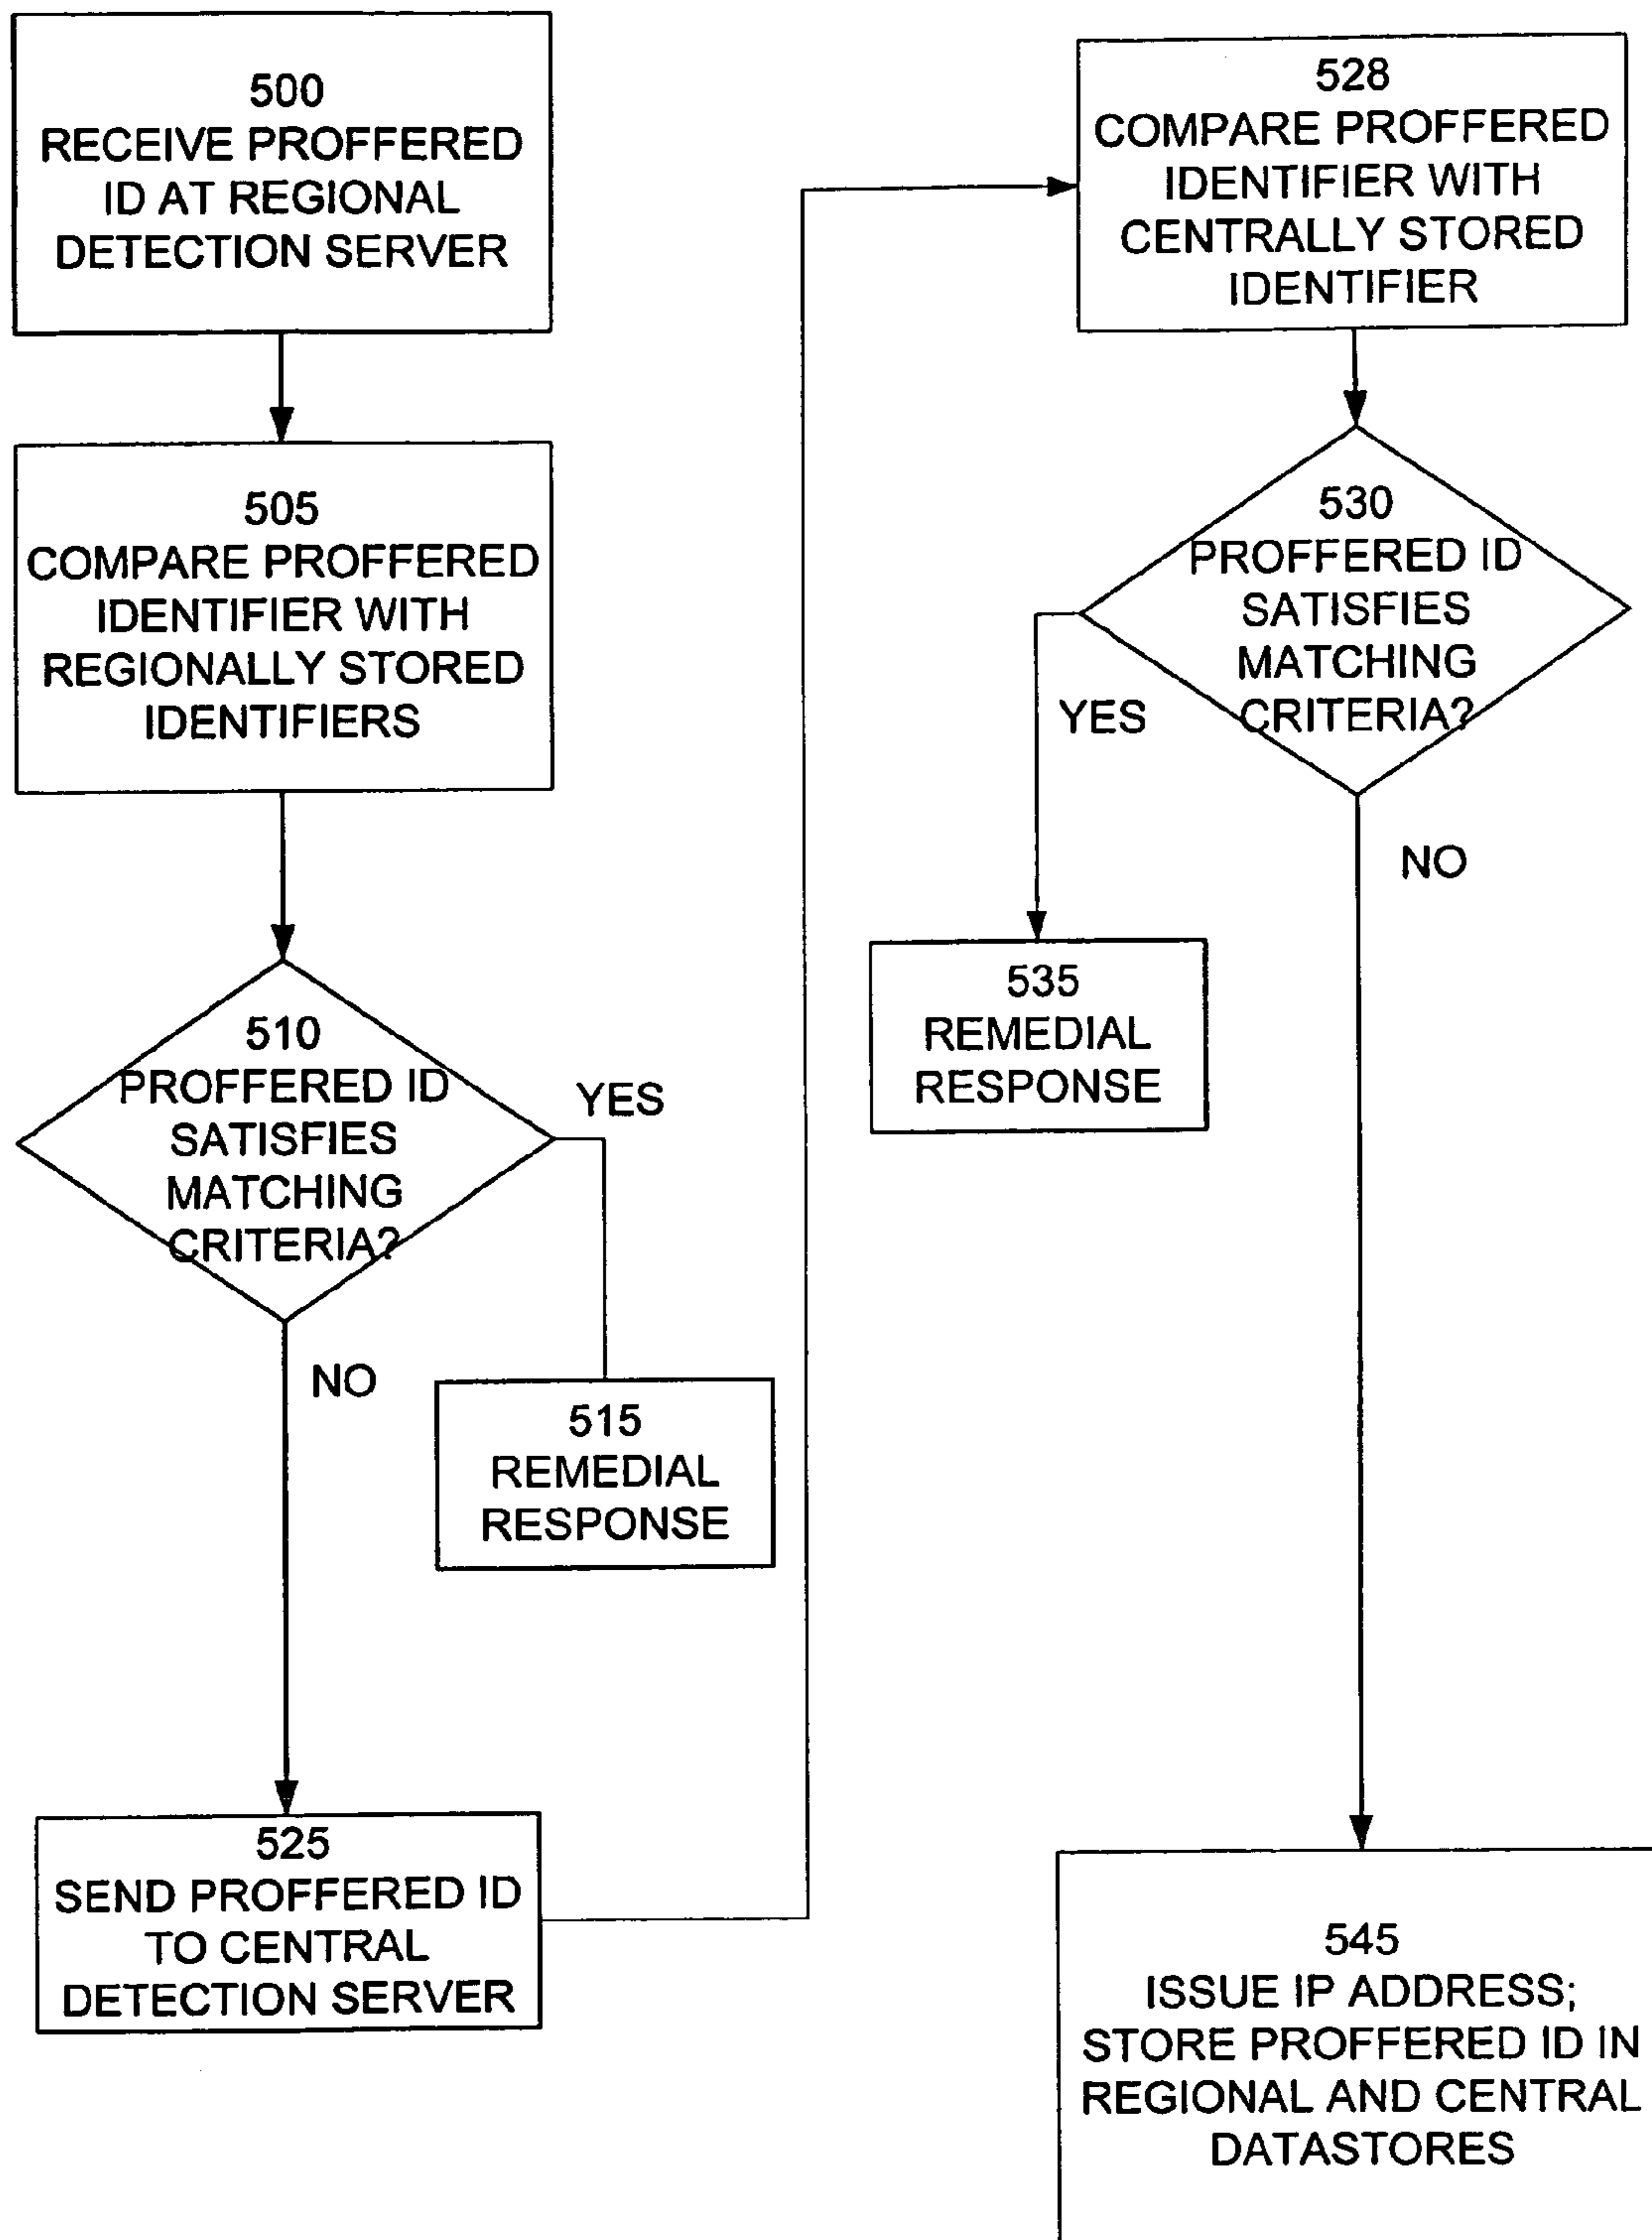 500
RECEIVE PROFFERED
ID AT REGIONAL
DETECTION SERVER
505
COMPARE PROFFERED
IDENTIFIER WITH
REGIONALLY STORED
IDENTIFIERS
510
PROFFERED ID
SATISFIES
MATCHING
CRITERIA?
YES
NO
515
REMEDIAL
RESPONSE
525
SEND PROFFERED ID
TO CENTRAL
DETECTION SERVER
528
COMPARE PROFFERED
IDENTIFIER WITH
CENTRALLY STORED
IDENTIFIER
530
PROFFERED ID
SATISFIES
MATCHING
CRITERIA?
YES
NO
535
REMEDIAL
RESPONSE
545
ISSUE IP ADDRESS;
STORE PROFFERED ID IN
REGIONAL AND CENTRAL
DATASTORES